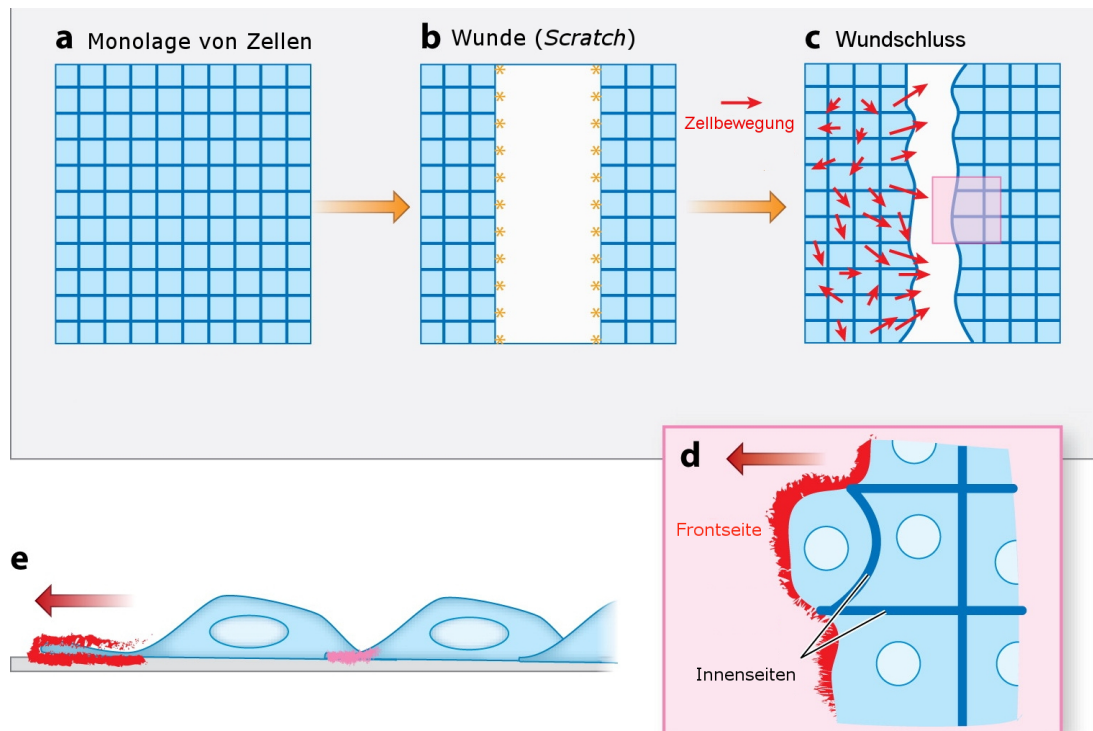 a Monolage von Zellen
b Wunde (Scratch)
c Wundschluss
Zellbewegung
d
Frontseite
e
Innenseiten